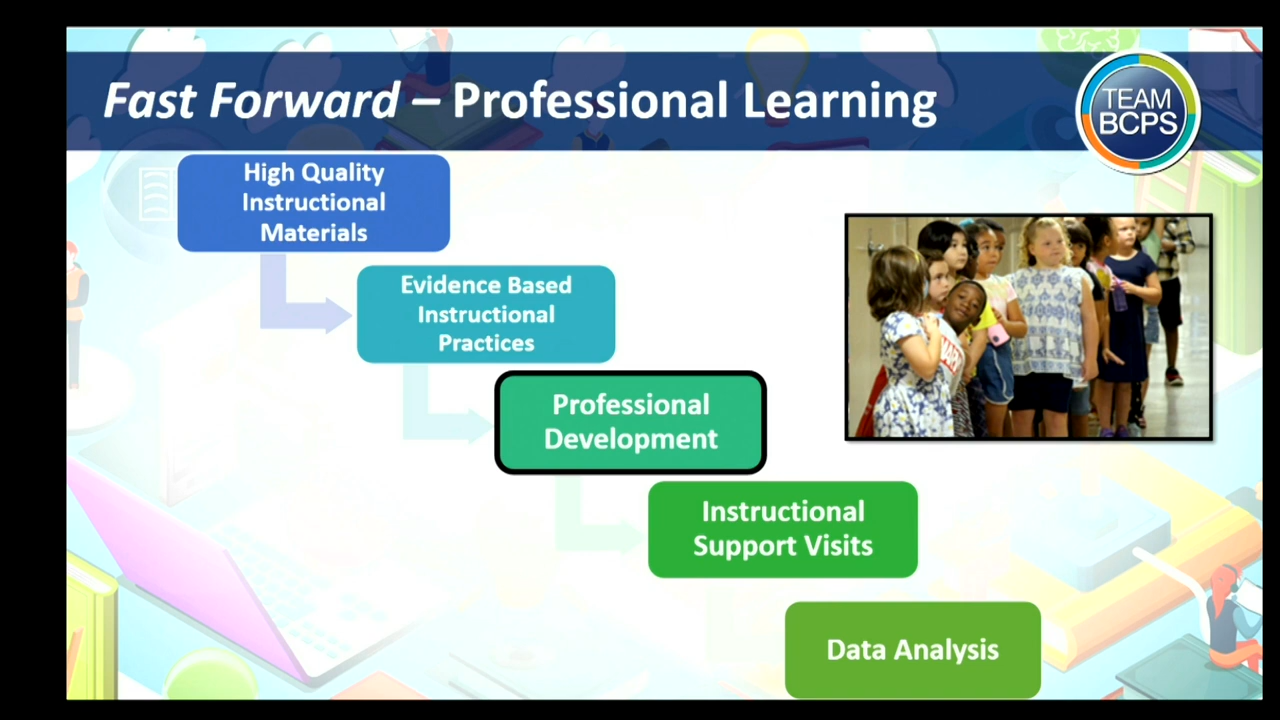 Fast Forward – Professional Learning
TEAM
BCPS
High Quality
Instructional
Materials
Evidence Based
Instructional
Practices
Professional
Development
Instructional
Support Visits
Data Analysis